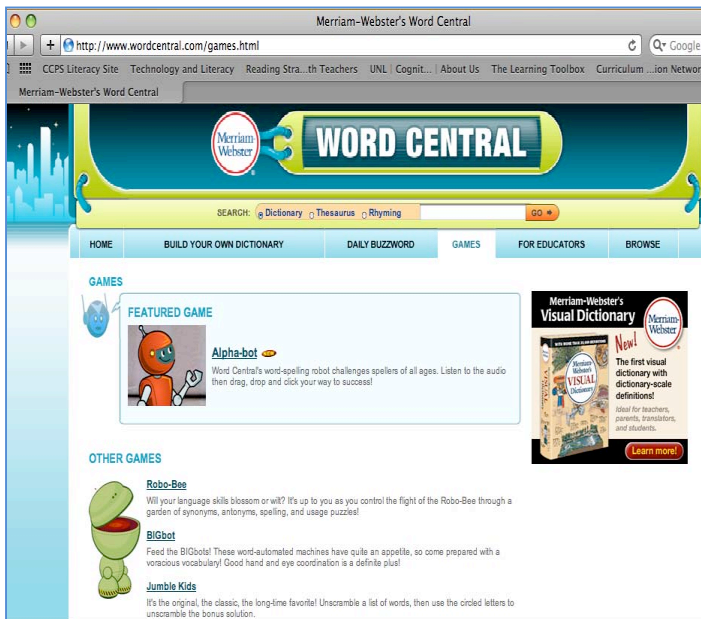 Merriam-Webster's Word Central
http://www.wordcentral.com/games.html
Google
CCPS Literacy Site Technology and Literacy Reading Stra...th Teachers UNL | Cognit... | About Us The Learning Toolbox Curriculum ...ion Networ
Merriam-Webster's Word Central
Merriam-
Webster
WORD CENTRAL
SEARCH: Dictionary Thesaurus Rhyming GO
HOME BUILD YOUR OWN DICTIONARY DAILY BUZZWORD GAMES FOR EDUCATORS BROWSE
GAMES
FEATURED GAME
Alpha-bot
Word Central's word-spelling robot challenges spellers of all ages. Listen to the audio
then drag, drop and click your way to success!
OTHER GAMES
Robo-Bee
Will your language skills blossom or wilt? It's up to you as you control the flight of the Robo-Bee through a
garden of synonyms, antonyms, spelling, and usage puzzles!
BIGbot
Feed the BIGbots! These word-automated machines have quite an appetite, so come prepared with a
voracious vocabulary! Good hand and eye coordination is a definite plus!
Jumble Kids
It's the original, the classic, the long-time favorite! Unscramble a list of words, then use the circled letters to
unscramble the bonus solution.
Merriam-Webster's
Visual Dictionary
Merriam-
Webster
New!
The first visual
dictionary with
dictionary-scale
definitions!
Ideal for teachers,
parents, translators,
and students.
Learn more!
Merriam-
Webster's
VISUAL
Dictionary